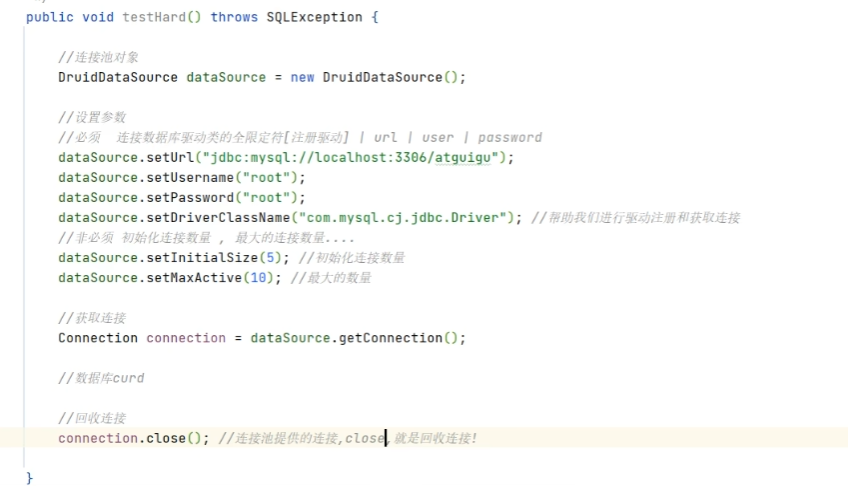 public void testHard() throws SQLException {
//连接池对象
DruidDataSource dataSource = new DruidDataSource();
//设置参数
//必须  连接数据库驱动类的全限定符[注册驱动] | url | user | password
dataSource.setUrl("jdbc:mysql://localhost:3306/atguigu");
dataSource.setUsername("root");
dataSource.setPassword("root");
dataSource.setDriverClassName("com.mysql.cj.jdbc.Driver"); //帮助我们进行驱动注册和获取连接
//非必须 初始化连接数量 , 最大的连接数量....
dataSource.setInitialSize(5); //初始化连接数量
dataSource.setMaxActive(10); //最大的数量
//获取连接
Connection connection = dataSource.getConnection();
//数据库curd
//回收连接
connection.close(); //连接池提供的连接,close,就是回收连接!
}